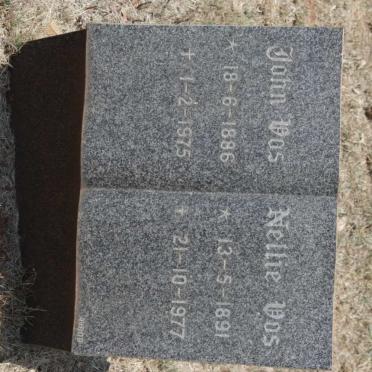 John Vos
* 18-6-1886
† 1-2-1975
Nellie Vos
* 13-5-1891
† 21-10-1977